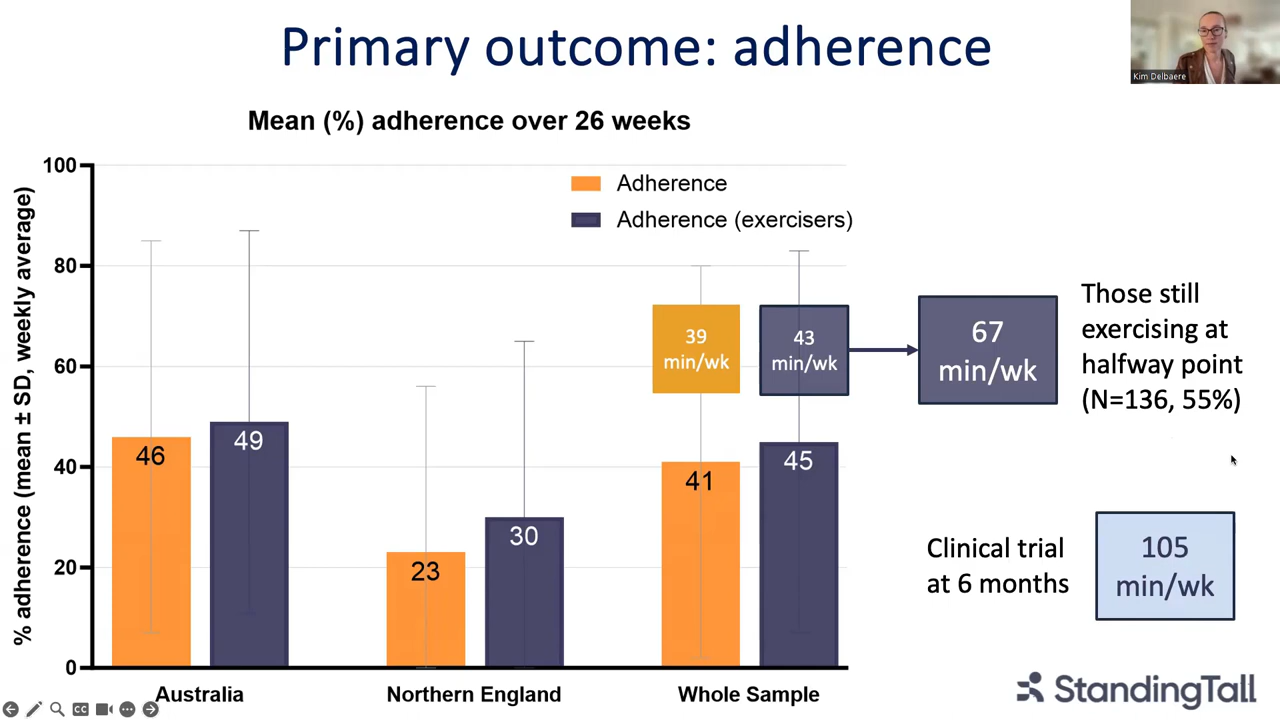 Primary outcome: adherence
Kim Delbaere
Mean (%) adherence over 26 weeks
% adherence (mean ± SD, weekly average)
100
80
60
40
20
0
Adherence
Adherence (exercisers)
46
49
23
30
41
45
39
min/wk
43
min/wk
67
min/wk
Those still
exercising at
halfway point
(N=136, 55%)
Clinical trial
at 6 months
105
min/wk
Australia
Northern England
Whole Sample
CC
StandingTall